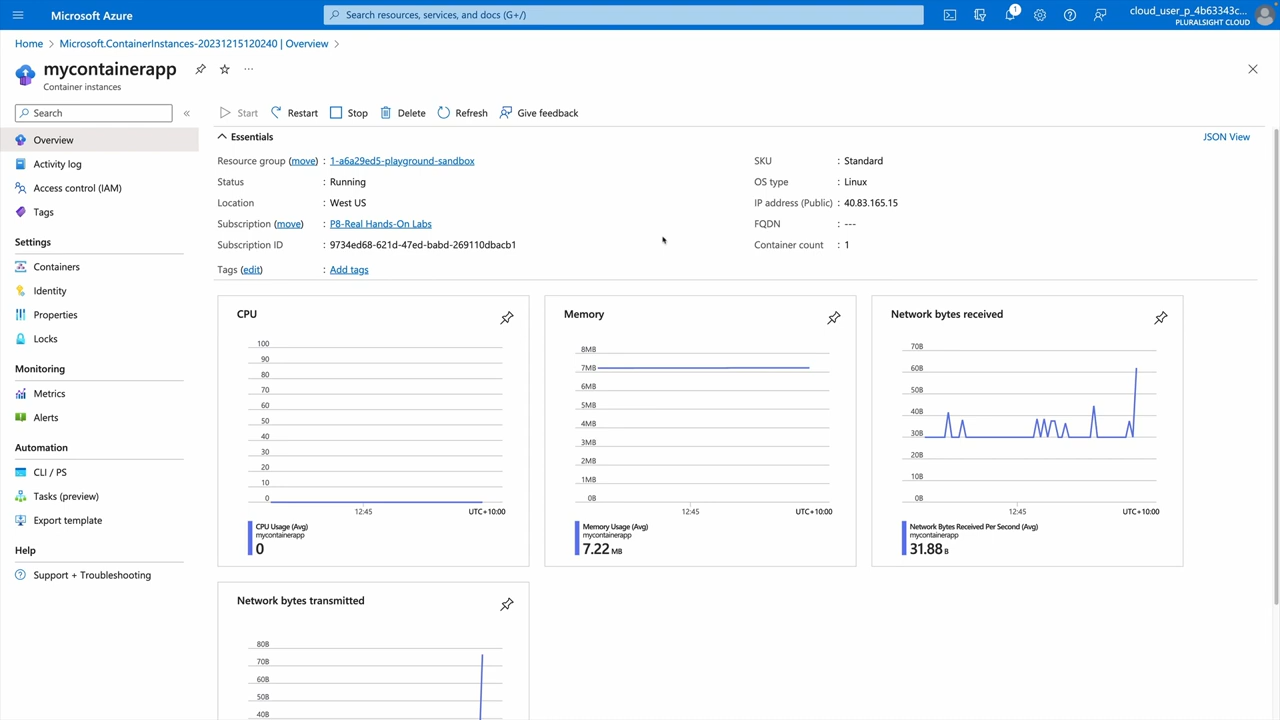 Microsoft Azure
Search resources, services, and docs (G+/)
1
cloud_user_p_4b63343c...
PLURALSIGHT CLOUD
Home > Microsoft.ContainerInstances-20231215120240 | Overview >
mycontainerapp
Container instances
Search
Start Restart Stop Delete Refresh Give feedback
Overview
Activity log
Access control (IAM)
Tags
Settings
Containers
Identity
Properties
Locks
Monitoring
Metrics
Alerts
Automation
CLI / PS
Tasks (preview)
Export template
Help
Support + Troubleshooting
Essentials
JSON View
Resource group (move) : 1-a6a29ed5-playground-sandbox
Status : Running
Location : West US
Subscription (move) : P8-Real Hands-On Labs
Subscription ID : 9734ed68-621d-47ed-babd-269110dbacb1
Tags (edit) : Add tags
SKU : Standard
OS type : Linux
IP address (Public) : 40.83.165.15
FQDN : ---
Container count : 1
CPU
100
90
80
70
60
50
40
30
20
10
0
12:45 UTC+10:00
CPU Usage (Avg)
mycontainerapp
0
Memory
8MB
7MB
6MB
5MB
4MB
3MB
2MB
1MB
0B
12:45 UTC+10:00
Memory Usage (Avg)
mycontainerapp
7.22 MB
Network bytes received
70B
60B
50B
40B
30B
20B
10B
0B
12:45 UTC+10:00
Network Bytes Received Per Second (Avg)
mycontainerapp
31.88 B
Network bytes transmitted
80B
70B
60B
50B
40B